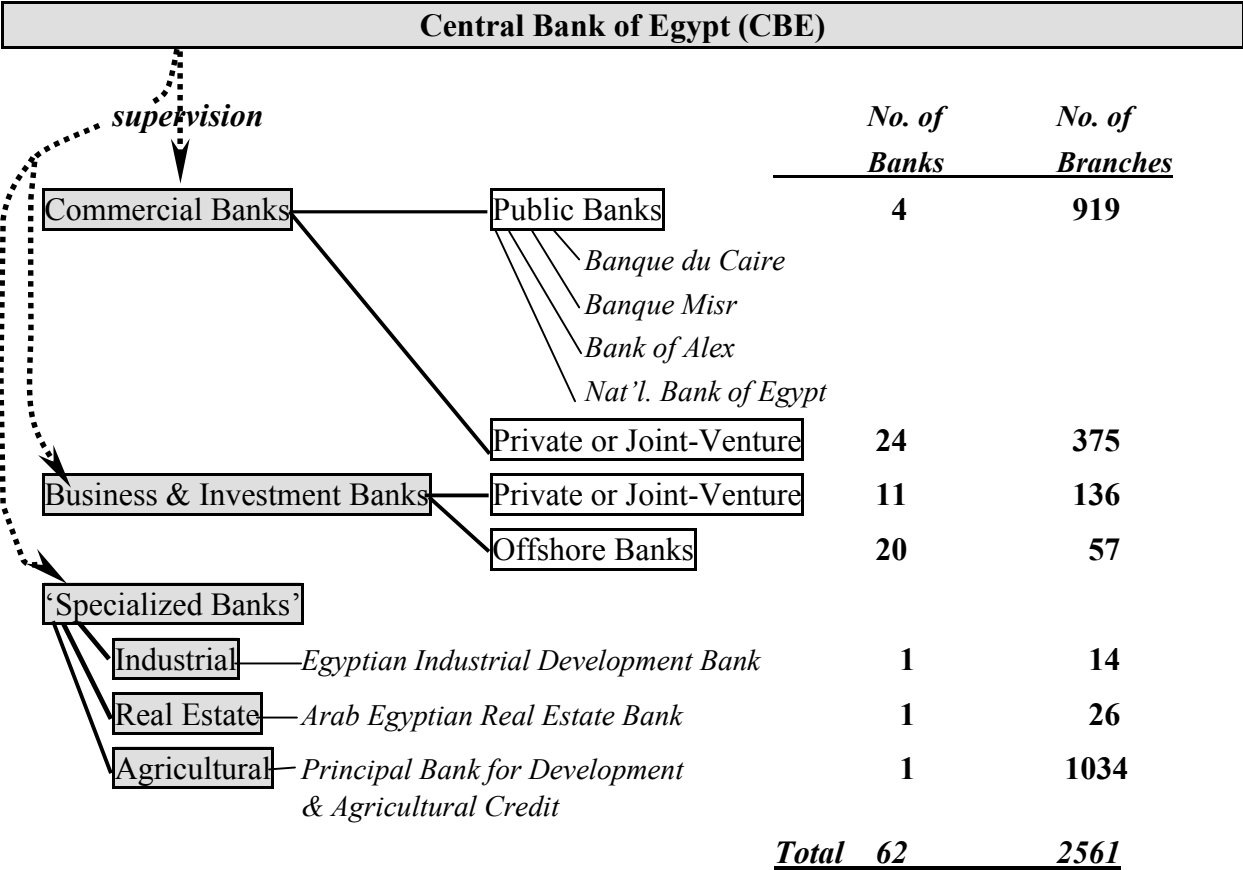 Central Bank of Egypt (CBE)
supervision
No. of No. of
Banks Branches
Commercial Banks Public Banks 4 919
Banque du Caire
Banque Misr
Bank of Alex
Nat’l. Bank of Egypt
Private or Joint-Venture 24 375
Business & Investment Banks Private or Joint-Venture 11 136
Offshore Banks 20 57
‘Specialized Banks’
Industrial Egyptian Industrial Development Bank 1 14
Real Estate Arab Egyptian Real Estate Bank 1 26
Agricultural Principal Bank for Development 1 1034
& Agricultural Credit
Total 62 2561